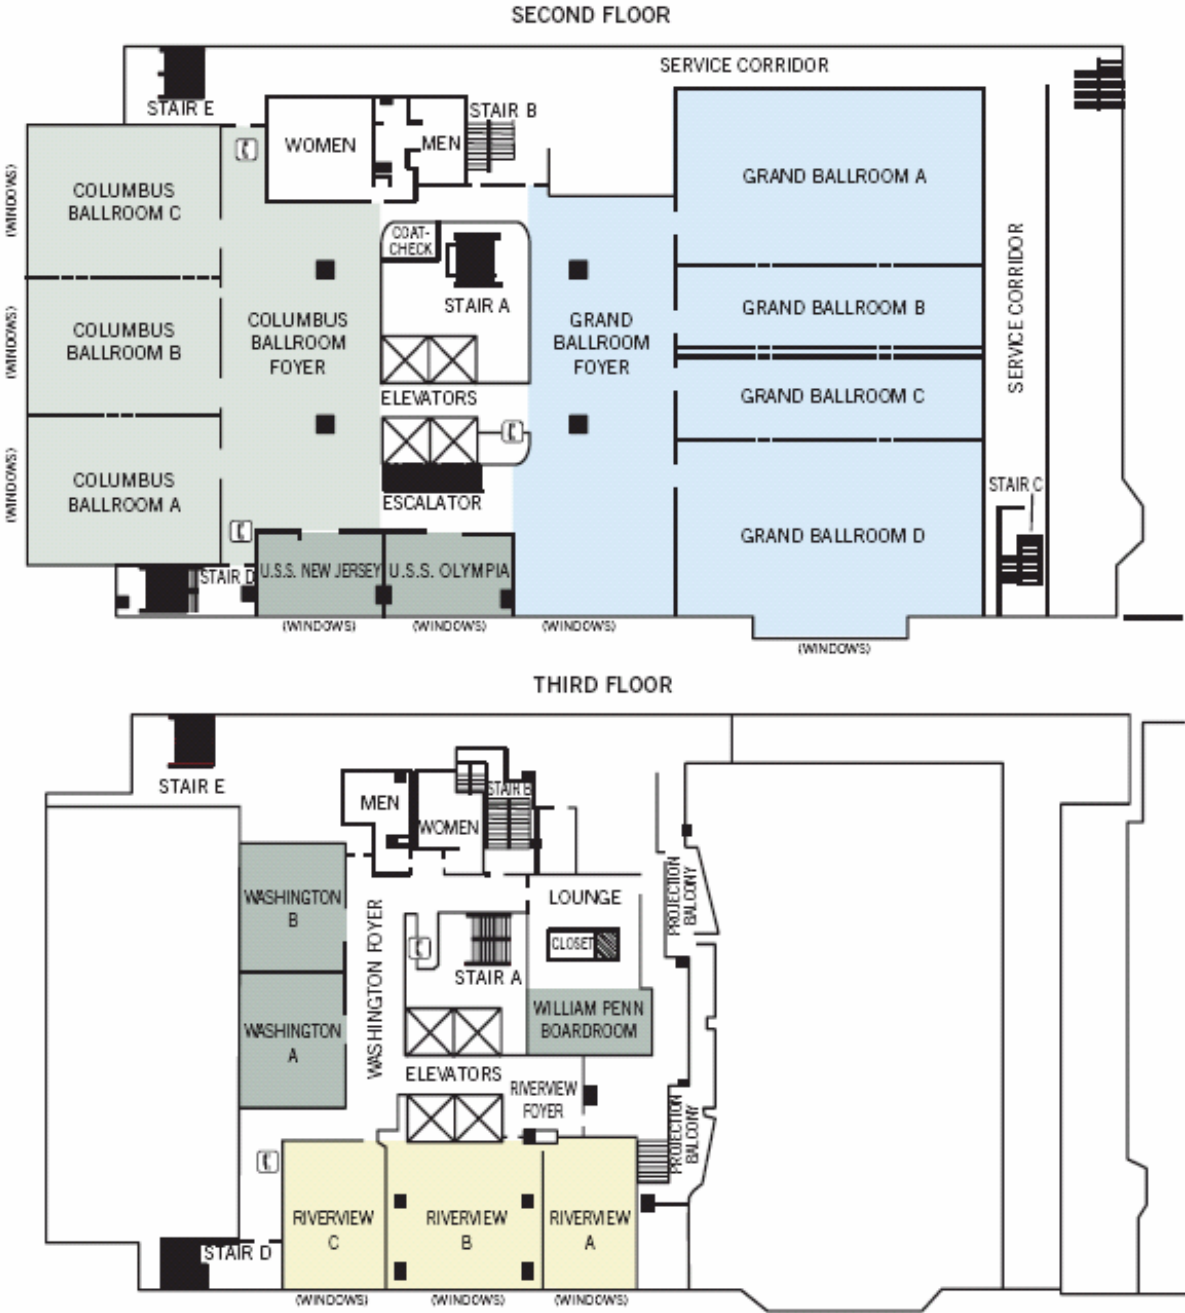 SECOND FLOOR
SERVICE CORRIDOR
STAIR E
STAIR B
WOMEN
MEN
(WINDOWS)
COLUMBUS
BALLROOM C
GRAND BALLROOM A
COAT-
CHECK
SERVICE CORRIDOR
STAIR A
(WINDOWS)
COLUMBUS
BALLROOM B
COLUMBUS
BALLROOM
FOYER
GRAND
BALLROOM
FOYER
GRAND BALLROOM B
ELEVATORS
GRAND BALLROOM C
(WINDOWS)
COLUMBUS
BALLROOM A
ESCALATOR
STAIR C
GRAND BALLROOM D
STAIR D
U.S.S. NEW JERSEY
U.S.S. OLYMPIA
(WINDOWS)
(WINDOWS)
(WINDOWS)
(WINDOWS)
THIRD FLOOR
STAIR E
MEN
WOMEN
STAIR B
WASHINGTON
B
WASHINGTON FOYER
LOUNGE
PROJECTION
BALCONY
CLOSET
STAIR A
WASHINGTON
A
WILLIAM PENN
BOARDROOM
ELEVATORS
RIVERVIEW
FOYER
PROJECTION
BALCONY
RIVERVIEW
C
RIVERVIEW
B
RIVERVIEW
A
STAIR D
(WINDOWS)
(WINDOWS)
(WINDOWS)